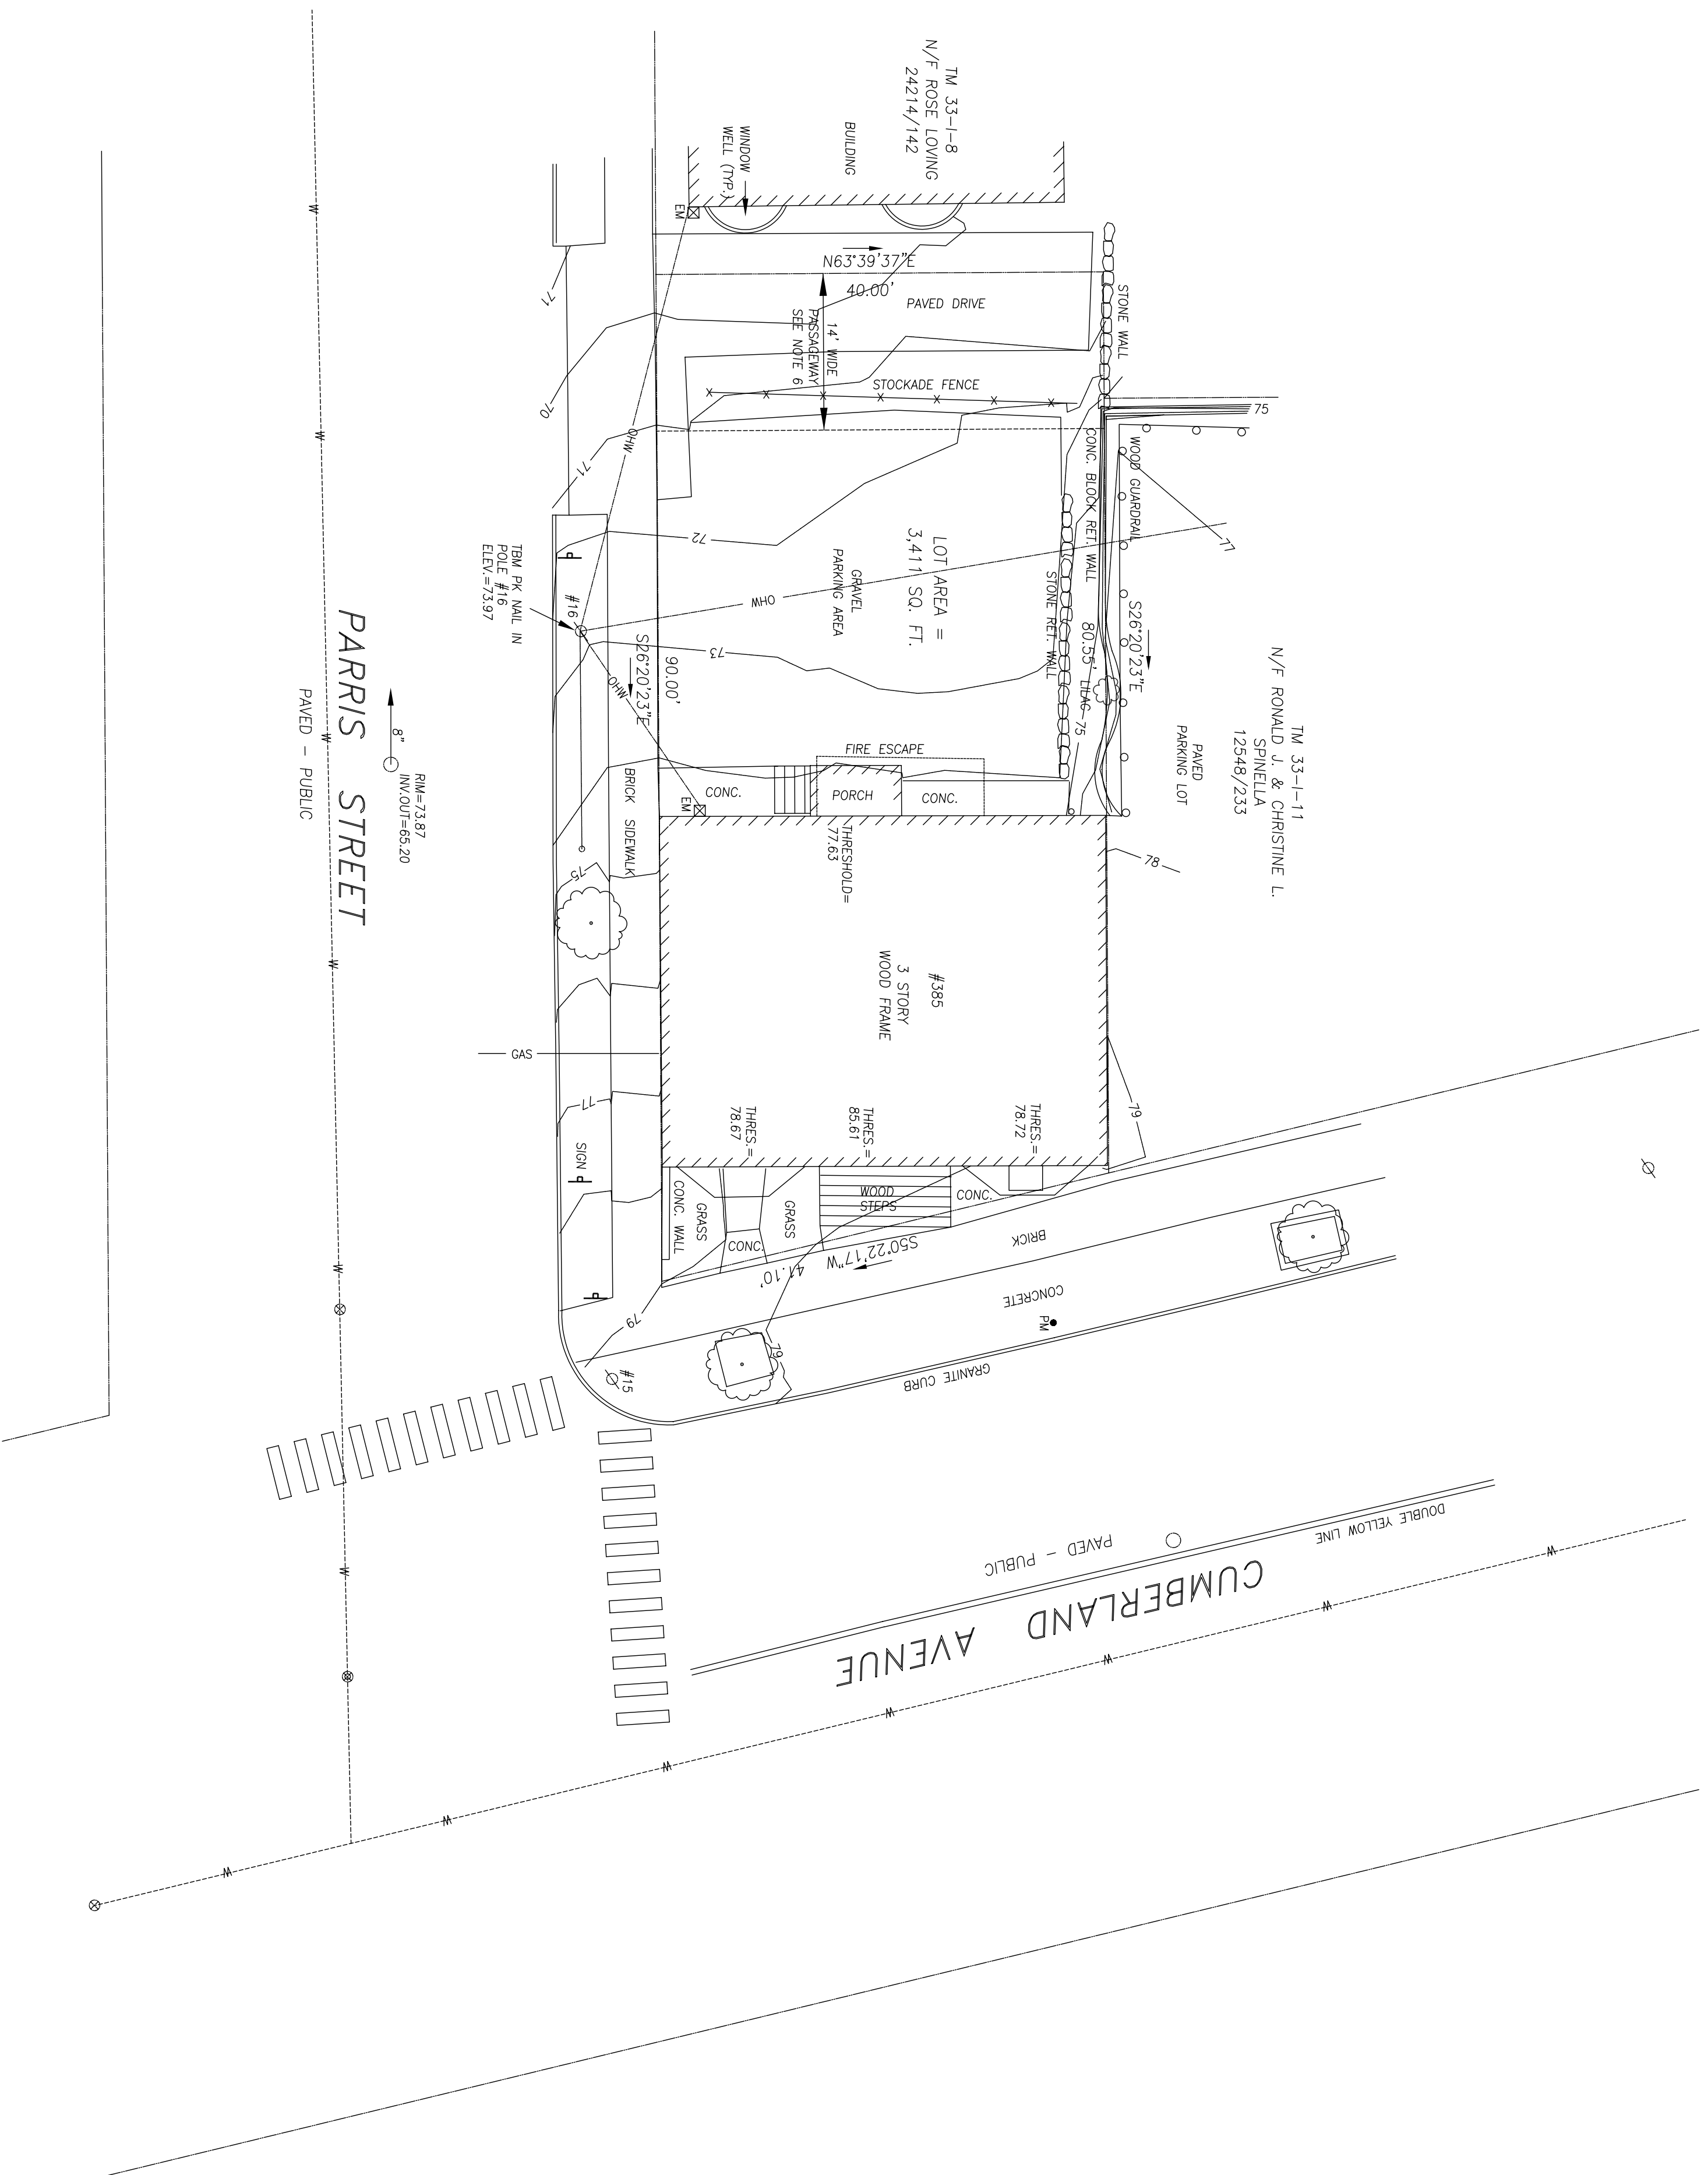 TM 33-I-8
N/F ROSE LOVING
24214/142
BUILDING
WINDOW
WELL (TYP.)
EM
N63°39'37"E
40.00'
PAVED DRIVE
STONE WALL
14' WIDE
PASSAGEWAY
SEE NOTE 6
STOCKADE FENCE
X
X
X
X
X
X
X
71
70
71
72
73
75
75
77
75
78
79
77
79
79
OHW
OHW
OHW
CONC. BLOCK RET. WALL
WOOD GUARDRAIL
S26°20'23"E
80.55'
LILAC
STONE RET. WALL
LOT AREA =
3,411 SQ. FT.
GRAVEL
PARKING AREA
TM 33-I-11
N/F RONALD J. & CHRISTINE L.
SPINELLA
12548/233
PAVED
PARKING LOT
TBM PK NAIL IN
POLE #16
ELEV.=73.97
#16
90.00'
S26°20'23"E
FIRE ESCAPE
CONC.
PORCH
CONC.
EM
THRESHOLD=
77.63
BRICK SIDEWALK
#385
3 STORY
WOOD FRAME
THRES.=
78.67
THRES.=
85.61
THRES.=
78.72
GAS
SIGN
CONC. WALL
GRASS
CONC.
GRASS
WOOD
STEPS
CONC.
S50°22'17"W
41.10'
BRICK
CONCRETE
PM
GRANITE CURB
#15
8"
RIM=73.87
INV.OUT=65.20
PARRIS STREET
PAVED - PUBLIC
W
W
W
W
W
W
DOUBLE YELLOW LINE
PAVED - PUBLIC
CUMBERLAND AVENUE
W
W
W
W
W
W
W